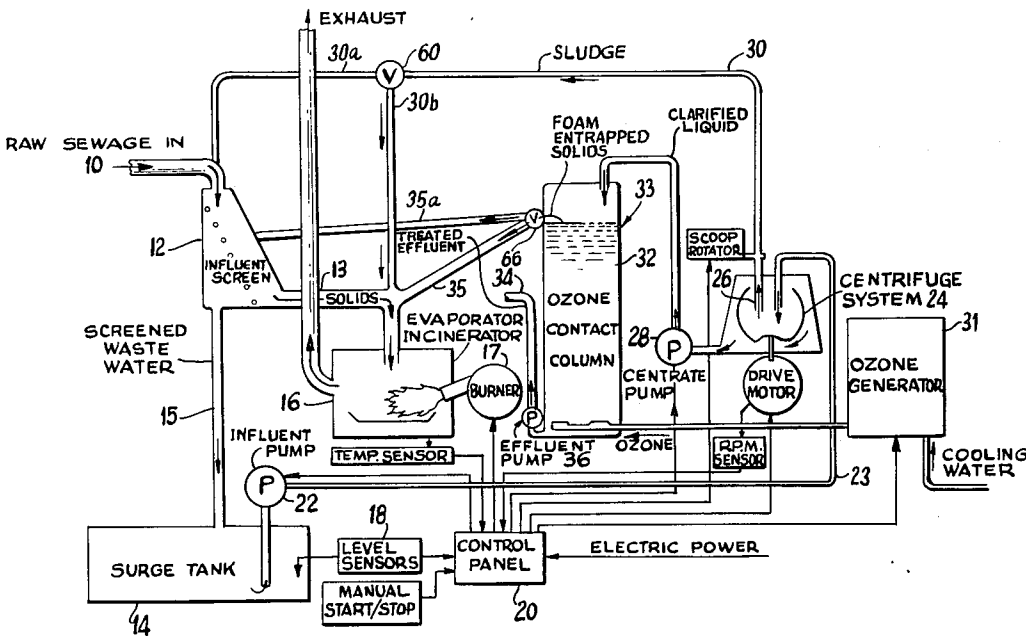 EXHAUST
30a
60
SLUDGE
30
V
30b
CLARIFIED
LIQUID
FOAM
ENTRAPPED
SOLIDS
RAW SEWAGE IN
10
35a
V
33
12
TREATED
EFFLUENT
66
32
SCOOP
ROTATOR
26
CENTRIFUGE
SYSTEM 24
INFLUENT
SCREEN
13
SOLIDS
34
35
OZONE
CONTACT
COLUMN
31
SCREENED
WASTE
WATER
EVAPORATOR
INCINERATOR
17
28
P
CENTRATE
PUMP
DRIVE
MOTOR
OZONE
GENERATOR
16
BURNER
15
P
EFFLUENT
PUMP 36
OZONE
INFLUENT
PUMP
TEMP. SENSOR
R.P.M.
SENSOR
COOLING
WATER
P
22
23
18
LEVEL
SENSORS
CONTROL
PANEL
ELECTRIC POWER
SURGE TANK
MANUAL
START/STOP
20
14